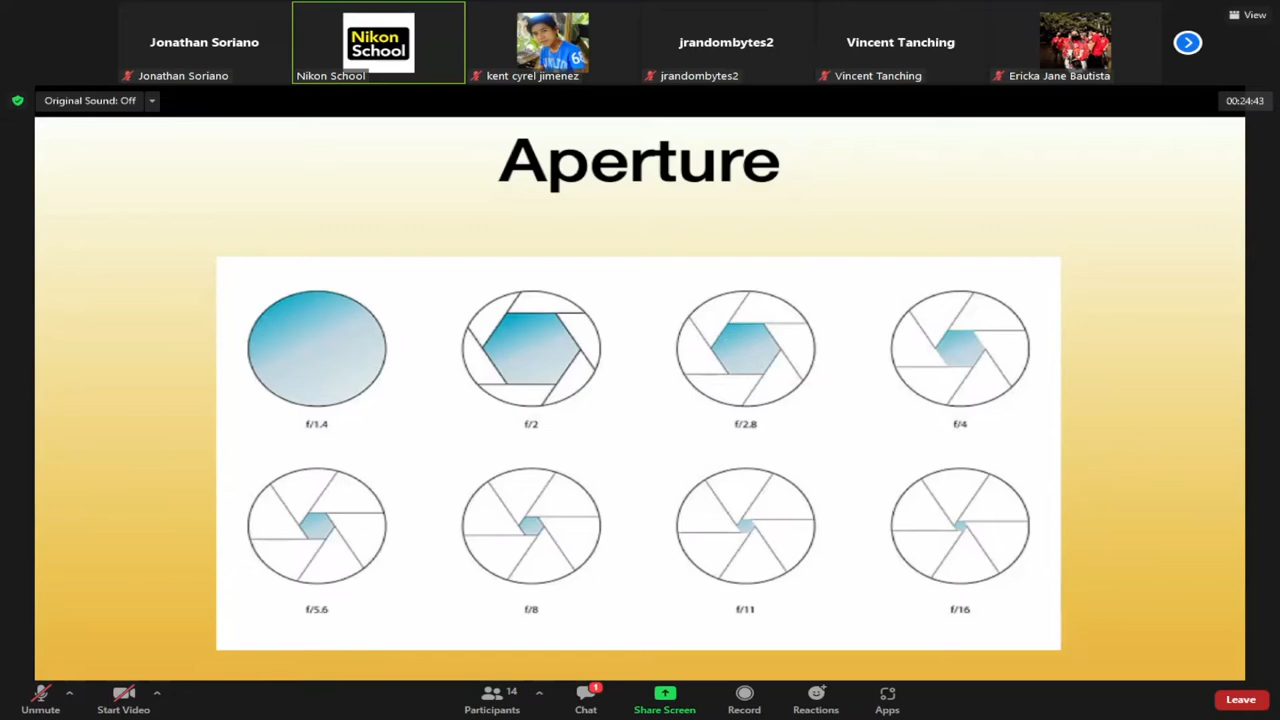 View
Jonathan Soriano
Nikon
School
jrandombytes2
Vincent Tanching
Jonathan Soriano
Nikon School
kent cyrel jimenez
jrandombytes2
Vincent Tanching
Ericka Jane Bautista
Original Sound: Off
00:24:43
Aperture
f/1.4
f/2
f/2.8
f/4
f/5.6
f/8
f/11
f/16
14
1
Unmute
Start Video
Participants
Chat
Share Screen
Record
Reactions
Apps
Leave